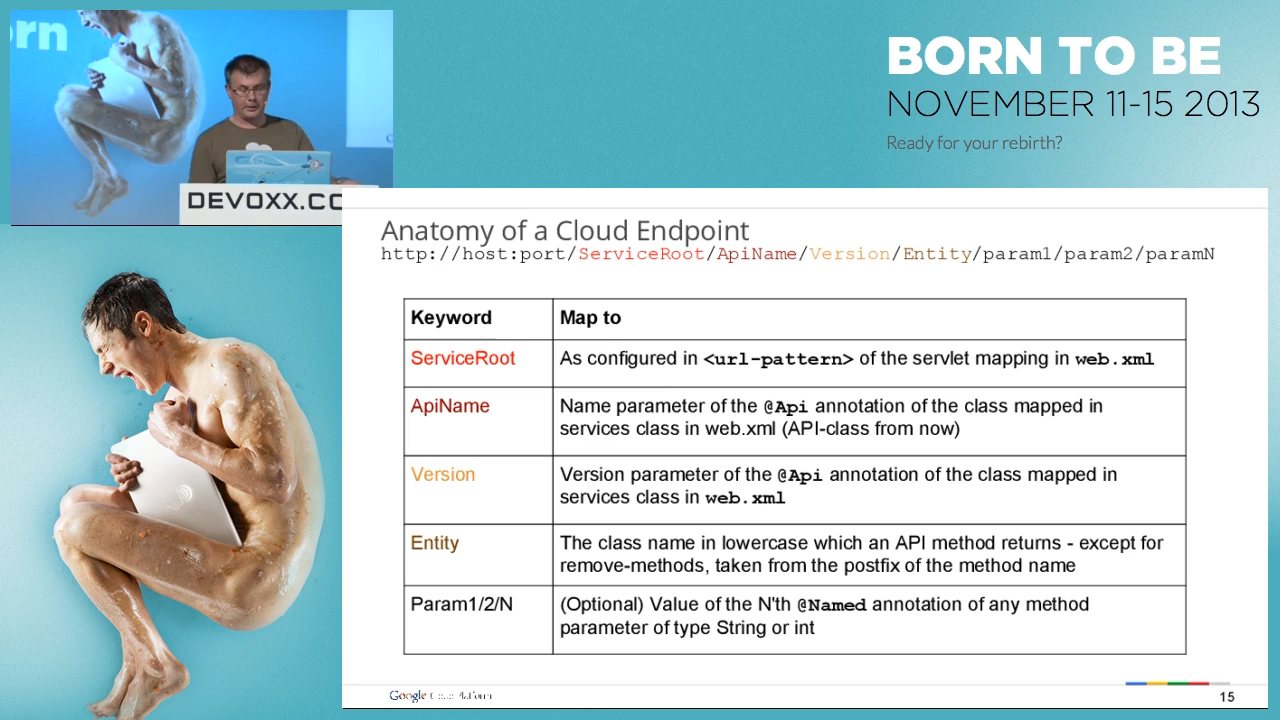 orn
DEVOXX.CO
BORN TO BE
NOVEMBER 11-15 2013
Ready for your rebirth?
Anatomy of a Cloud Endpoint
http://host:port/ServiceRoot/ApiName/Version/Entity/param1/param2/paramN
Keyword Map to
ServiceRoot As configured in <url-pattern> of the servlet mapping in web.xml
ApiName Name parameter of the @Api annotation of the class mapped in
services class in web.xml (API-class from now)
Version Version parameter of the @Api annotation of the class mapped in
services class in web.xml
Entity The class name in lowercase which an API method returns - except for
remove-methods, taken from the postfix of the method name
Param1/2/N (Optional) Value of the N'th @Named annotation of any method
parameter of type String or int
Google
15